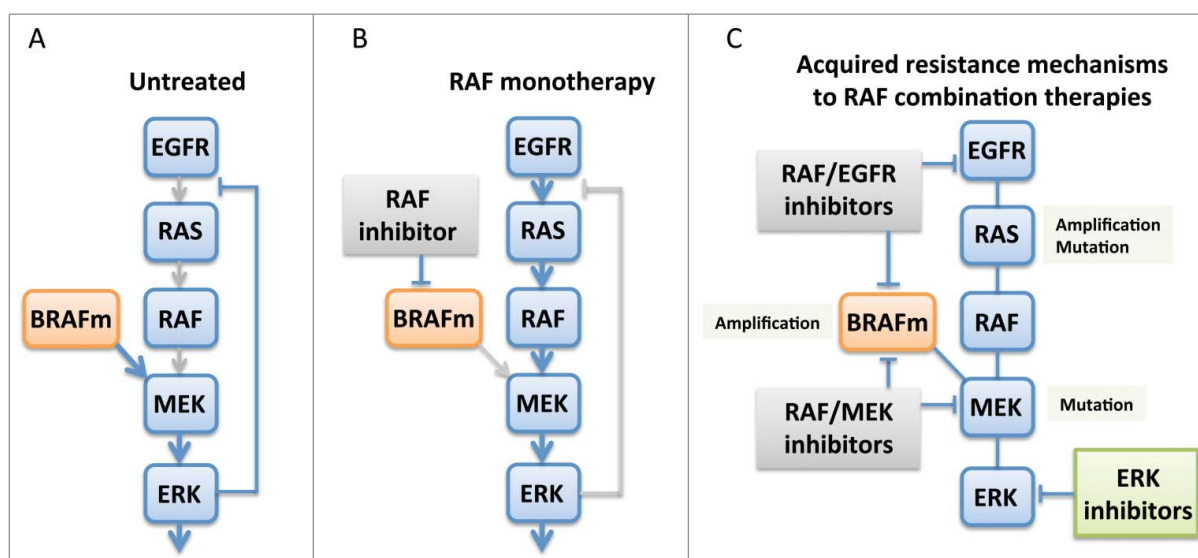 A
Untreated
EGFR
RAS
BRAFm
RAF
MEK
ERK
B
RAF monotherapy
EGFR
RAF
inhibitor
RAS
BRAFm
RAF
MEK
ERK
C
Acquired resistance mechanisms
to RAF combination therapies
EGFR
RAF/EGFR
inhibitors
RAS
Amplification
Mutation
Amplification
BRAFm
RAF
RAF/MEK
inhibitors
MEK
Mutation
ERK
ERK
inhibitors